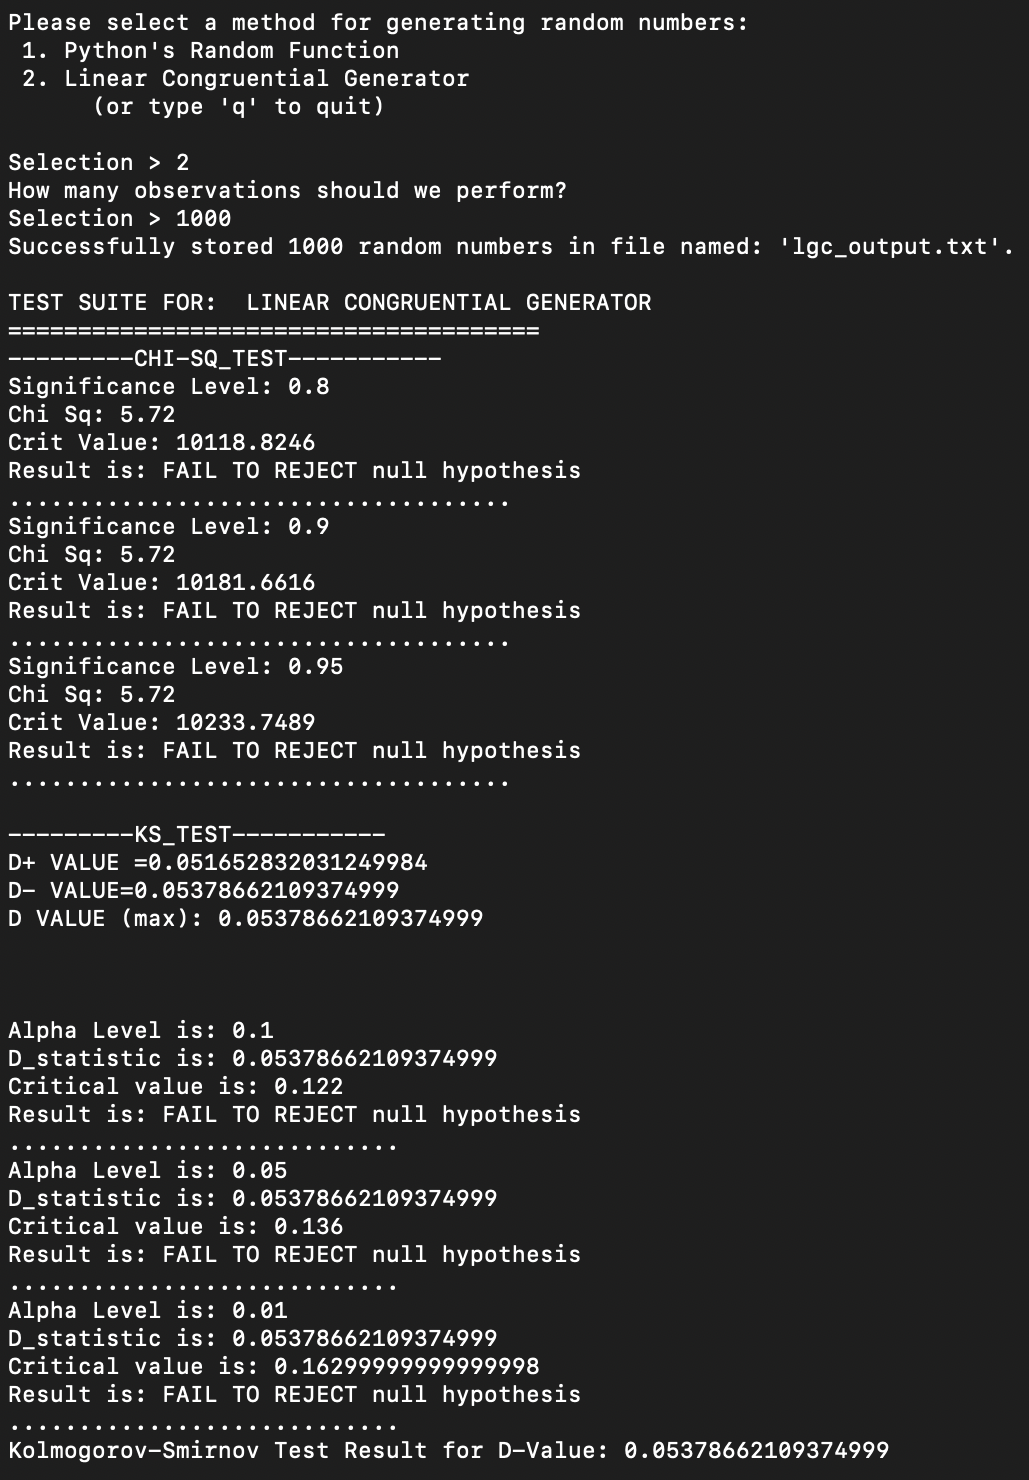 Please select a method for generating random numbers:
 1. Python's Random Function
 2. Linear Congruential Generator
      (or type 'q' to quit)
Selection > 2
How many observations should we perform?
Selection > 1000
Successfully stored 1000 random numbers in file named: 'lgc_output.txt'.
TEST SUITE FOR:  LINEAR CONGRUENTIAL GENERATOR
======================================
---------CHI-SQ_TEST-----------
Significance Level: 0.8
Chi Sq: 5.72
Crit Value: 10118.8246
Result is: FAIL TO REJECT null hypothesis
....................................
Significance Level: 0.9
Chi Sq: 5.72
Crit Value: 10181.6616
Result is: FAIL TO REJECT null hypothesis
....................................
Significance Level: 0.95
Chi Sq: 5.72
Crit Value: 10233.7489
Result is: FAIL TO REJECT null hypothesis
....................................
---------KS_TEST-----------
D+ VALUE =0.051652832031249984
D- VALUE=0.05378662109374999
D VALUE (max): 0.05378662109374999
Alpha Level is: 0.1
D_statistic is: 0.05378662109374999
Critical value is: 0.122
Result is: FAIL TO REJECT null hypothesis
............................
Alpha Level is: 0.05
D_statistic is: 0.05378662109374999
Critical value is: 0.136
Result is: FAIL TO REJECT null hypothesis
............................
Alpha Level is: 0.01
D_statistic is: 0.05378662109374999
Critical value is: 0.16299999999999998
Result is: FAIL TO REJECT null hypothesis
............................
Kolmogorov-Smirnov Test Result for D-Value: 0.05378662109374999